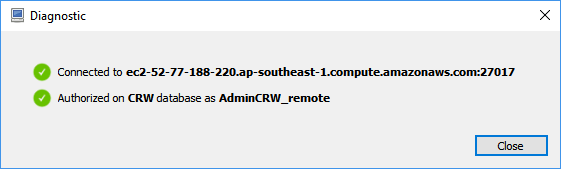 Diagnostic
Connected to ec2-52-77-188-220.ap-southeast-1.compute.amazonaws.com:27017
Authorized on CRW database as AdminCRW_remote
Close